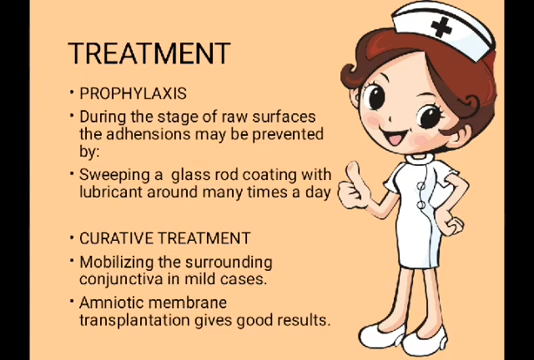 TREATMENT
• PROPHYLAXIS
• During the stage of raw surfaces
the adhensions may be prevented
by:
• Sweeping a glass rod coating with
lubricant around many times a day
• CURATIVE TREATMENT
• Mobilizing the surrounding
conjunctiva in mild cases.
• Amniotic membrane
transplantation gives good results.